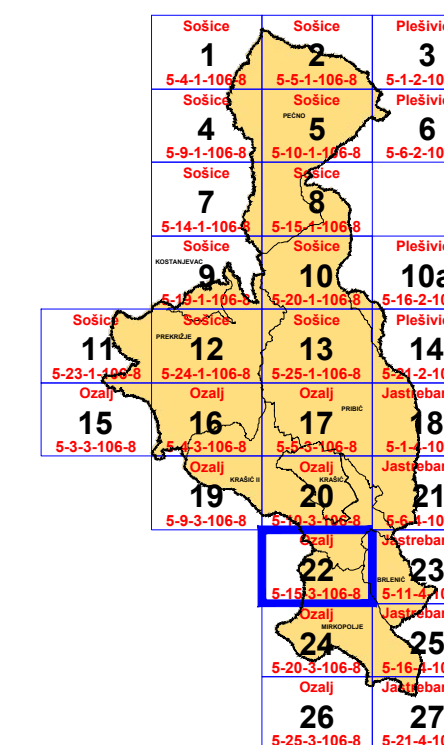 Sošice Sošice Plešivi
1 2 3
5-4-1-106-8 5-5-1-106-8 5-1-2-10
Sošice Sošice Plešivi
PEĆNO
4 5 6
5-9-1-106-8 5-10-1-106-8 5-6-2-10
Sošice Sošice
7 8
5-14-1-106-8 5-15-1-106-8
Sošice Sošice Plešivi
KOSTANJEVAC
9 10 10a
5-19-1-106-8 5-20-1-106-8 5-16-2-10
Sošice Sošice Sošice Plešivi
PREKRIŽJE
11 12 13 14
5-23-1-106-8 5-24-1-106-8 5-25-1-106-8 5-21-2-10
Ozalj Ozalj Ozalj Jastrebar
PRIBIĆ
15 16 17 18
5-3-3-106-8 5-4-3-106-8 5-5-3-106-8 5-1-4-10
Ozalj Ozalj Jastrebar
KRAŠIĆ II KRAŠIĆ
19 20 21
5-9-3-106-8 5-10-3-106-8 5-6-4-10
Ozalj Jastrebar
22 23
BRLENIĆ
5-15-3-106-8 5-11-4-10
Ozalj Jastrebar
MIRKOPOLJE
24 25
5-20-3-106-8 5-16-4-10
Ozalj Jastrebar
26 27
5-25-3-106-8 5-21-4-10